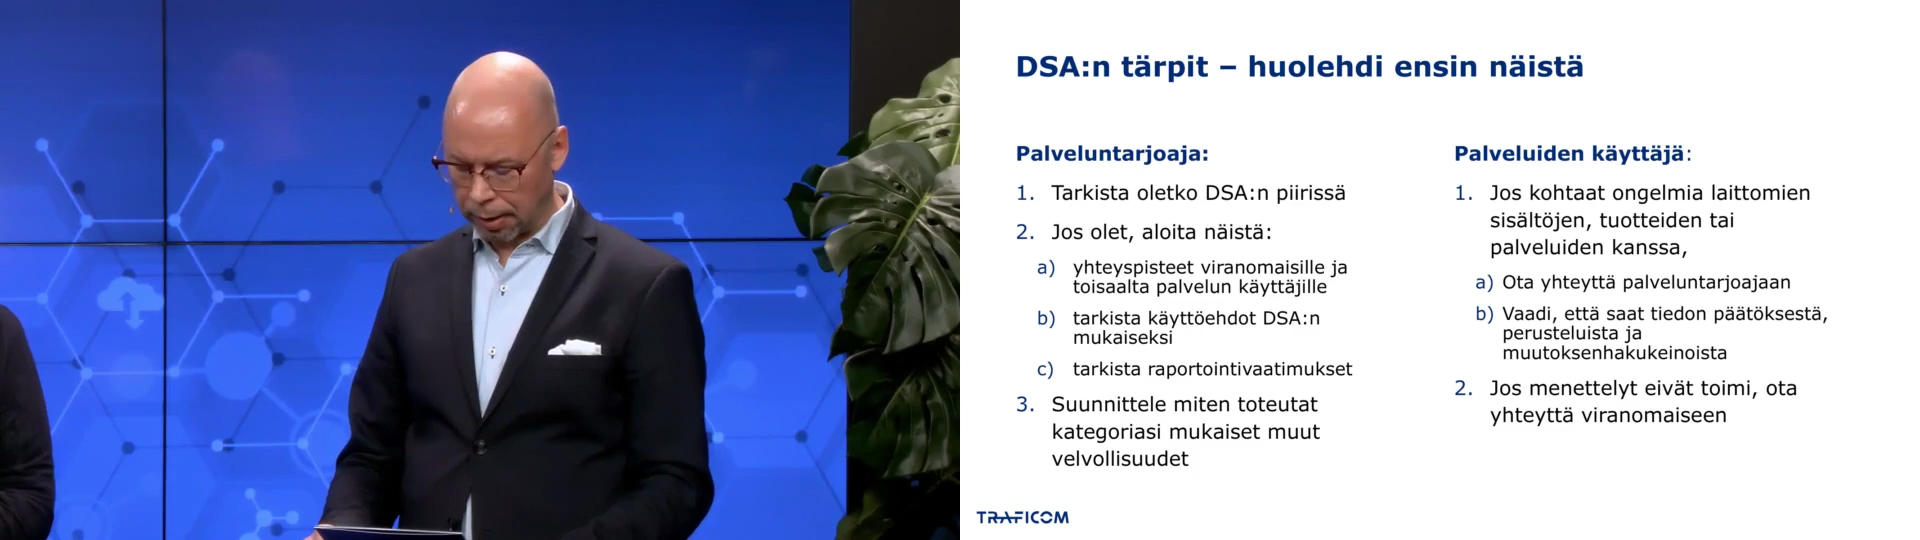 DSA:n tärpit – huolehdi ensin näistä
Palveluntarjoaja:
1. Tarkista oletko DSA:n piirissä
2. Jos olet, aloita näistä:
a) yhteyspisteet viranomaisille ja
toisaalta palvelun käyttäjille
b) tarkista käyttöehdot DSA:n
mukaiseksi
c) tarkista raportointivaatimukset
3. Suunnittele miten toteutat
kategoriasi mukaiset muut
velvollisuudet
Palveluiden käyttäjä:
1. Jos kohtaat ongelmia laittomien
sisältöjen, tuotteiden tai
palveluiden kanssa,
a) Ota yhteyttä palveluntarjoajaan
b) Vaadi, että saat tiedon päätöksestä,
perusteluista ja
muutoksenhakukeinoista
2. Jos menettelyt eivät toimi, ota
yhteyttä viranomaiseen
TRAFICOM